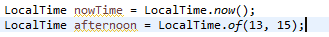 LocalTime nowTime = LocalTime.now();
LocalTime afternoon = LocalTime.of(13, 15);